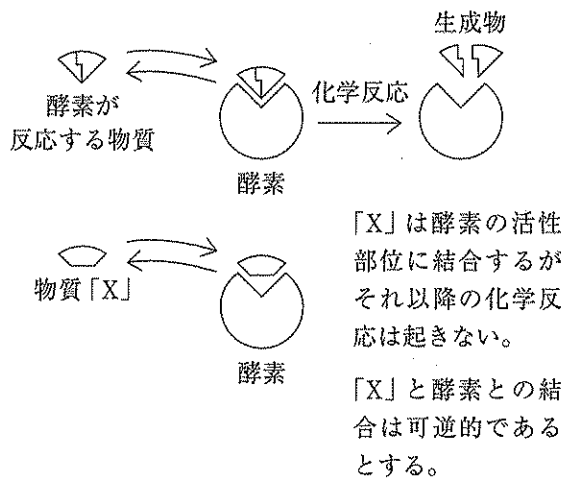 生成物
化学反応
酵素が
反応する物質
酵素
物質「X」
酵素
「X」は酵素の活性
部位に結合するが
それ以降の化学反
応は起きない。
「X」と酵素との結
合は可逆的である
とする。